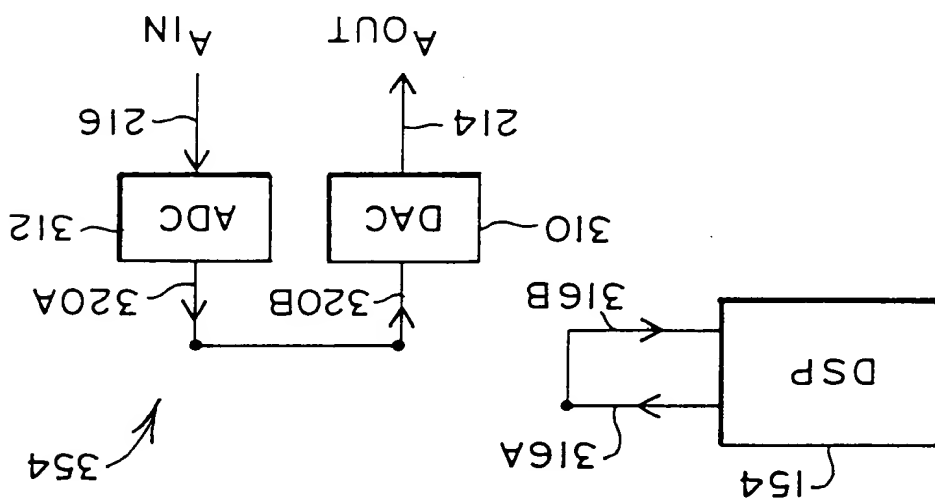 154
316A
354
DSP
316B
320B
320A
310
DAC
ADC
312
214
216
AOUT
AIN